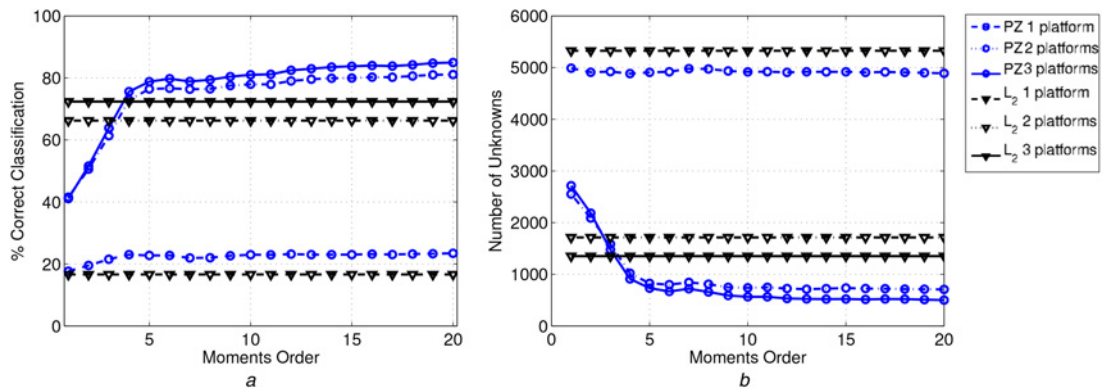 100
80
60
40
20
0
% Correct Classification
5
10
15
20
Moments Order
a
6000
5000
4000
3000
2000
1000
0
Number of Unknowns
0
5
10
15
20
Moments Order
b
PZ 1 platform
PZ2 platforms
PZ3 platforms
L2 1 platform
L2 2 platforms
L2 3 platforms